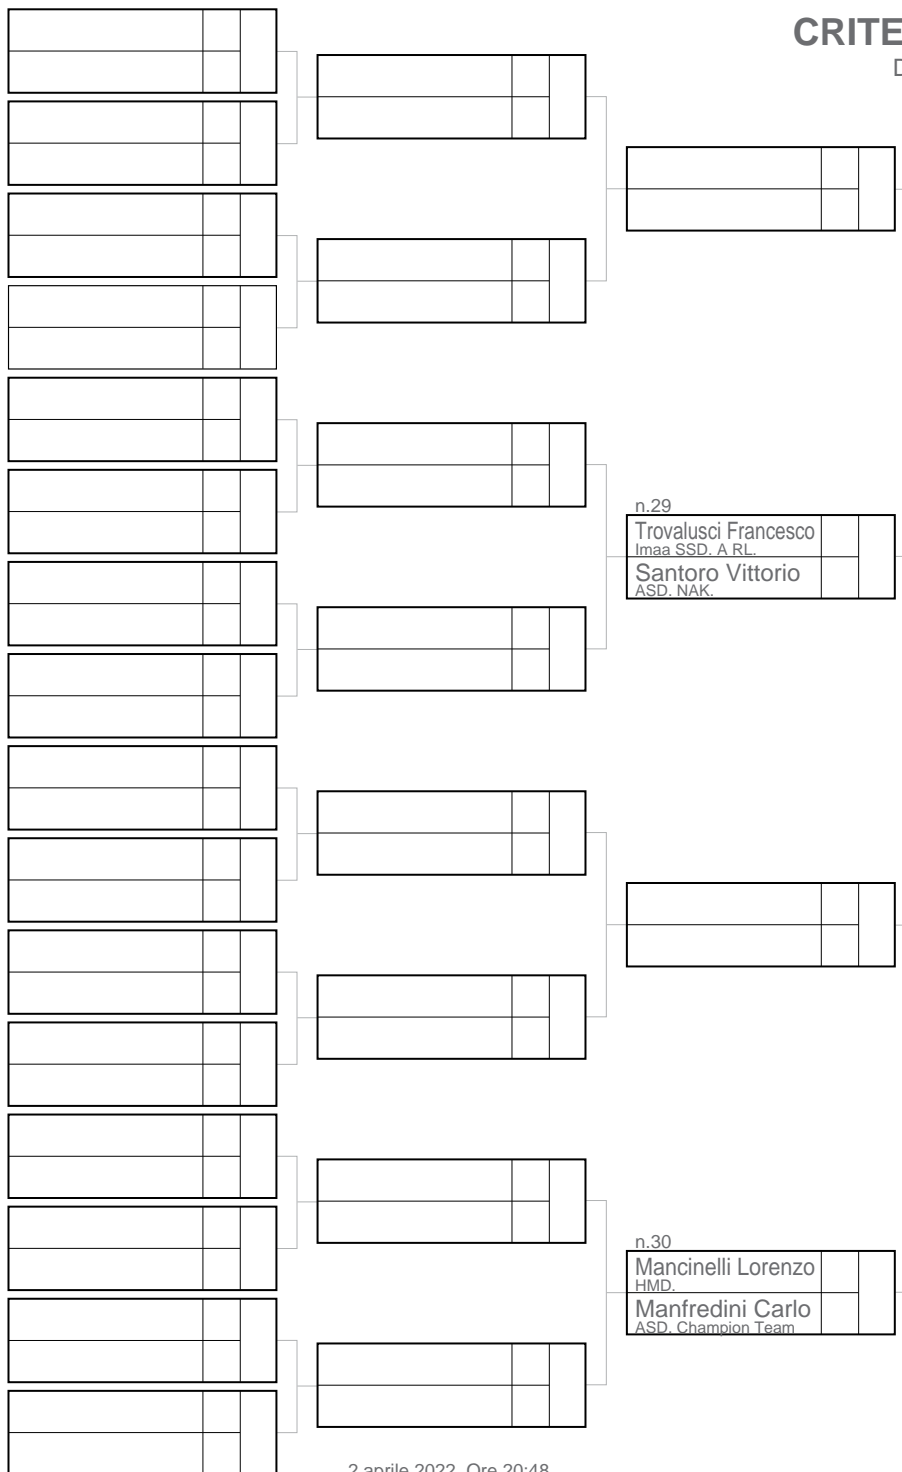 CRITE
D
n.29
Trovalusci Francesco
Imaa SSD. A RL.
Santoro Vittorio
ASD. NAK.
n.30
Mancinelli Lorenzo
HMD.
Manfredini Carlo
ASD. Champion Team
2 aprile 2022 Ore 20:48